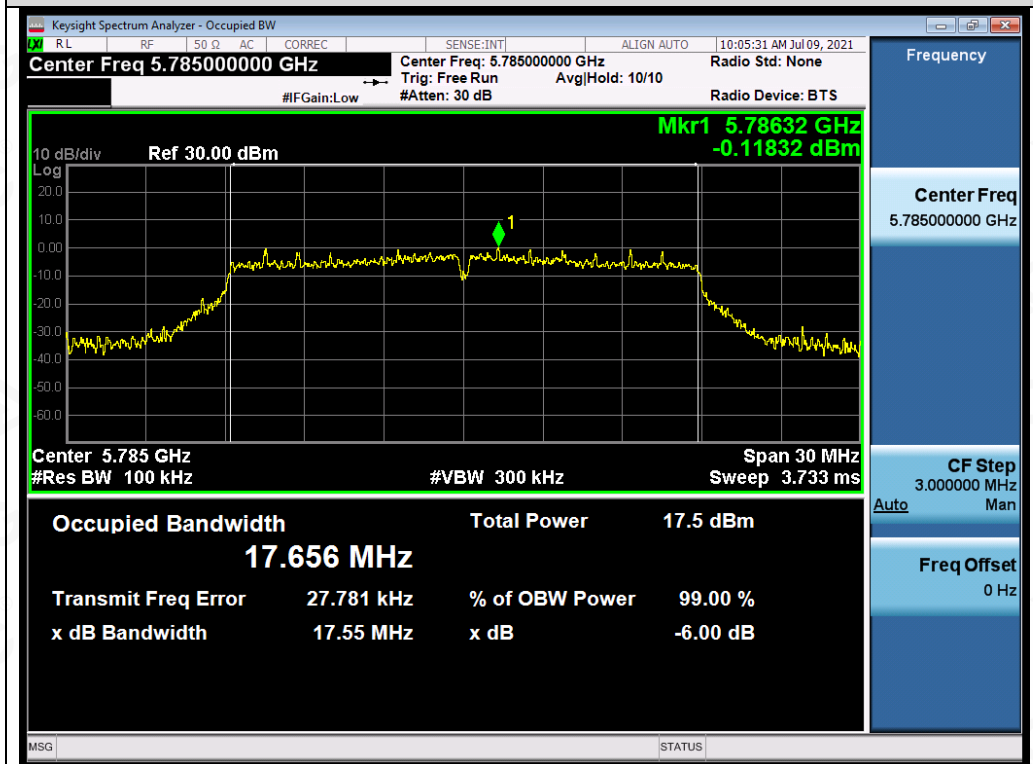 Keysight Spectrum Analyzer - Occupied BW
LXI RL RF 50 Ω AC CORREC SENSE:INT ALIGN AUTO 10:05:31 AM Jul 09, 2021
Center Freq 5.785000000 GHz
Center Freq: 5.785000000 GHz Radio Std: None
Trig: Free Run Avg|Hold: 10/10
#IFGain:Low #Atten: 30 dB Radio Device: BTS
Mkr1 5.78632 GHz
10 dB/div Ref 30.00 dBm -0.11832 dBm
Log
20.0
10.0
1
0.00
-10.0
-20.0
-30.0
-40.0
-50.0
-60.0
Center 5.785 GHz Span 30 MHz
#Res BW 100 kHz #VBW 300 kHz Sweep 3.733 ms
Occupied Bandwidth Total Power 17.5 dBm
17.656 MHz
Transmit Freq Error 27.781 kHz % of OBW Power 99.00 %
x dB Bandwidth 17.55 MHz x dB -6.00 dB
Frequency
Center Freq
5.785000000 GHz
CF Step
3.000000 MHz
Auto Man
Freq Offset
0 Hz
MSG STATUS